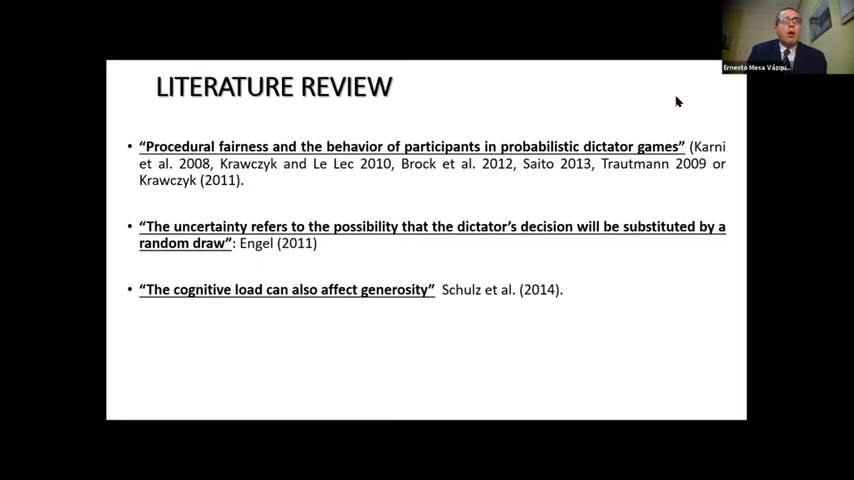 Ernesto Mesa Vázqu...
LITERATURE REVIEW
• “Procedural fairness and the behavior of participants in probabilistic dictator games” (Karni
et al. 2008, Krawczyk and Le Lec 2010, Brock et al. 2012, Saito 2013, Trautmann 2009 or
Krawczyk (2011).
• “The uncertainty refers to the possibility that the dictator’s decision will be substituted by a
random draw”: Engel (2011)
• “The cognitive load can also affect generosity” Schulz et al. (2014).